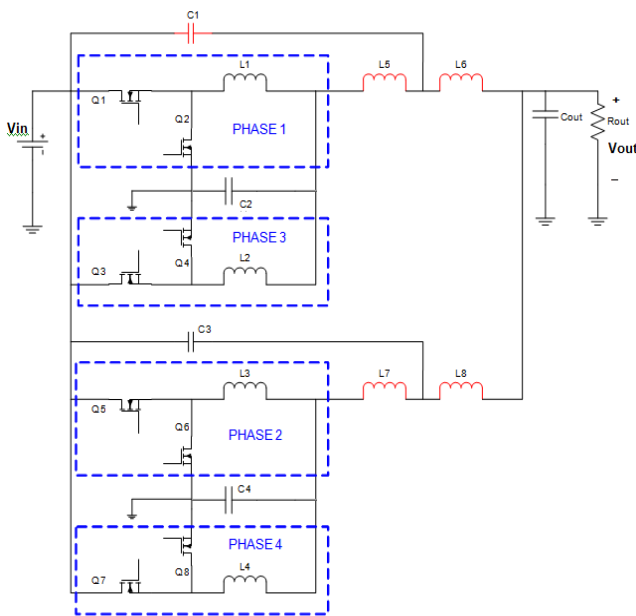 C1
L1
L5
L6
Q1
Q2
PHASE 1
Vin
+
-
Cout
Rout
+
Vout
-
C2
PHASE 3
Q4
Q3
L2
C3
L3
L7
L8
Q5
Q6
PHASE 2
C4
PHASE 4
Q7
Q8
L4